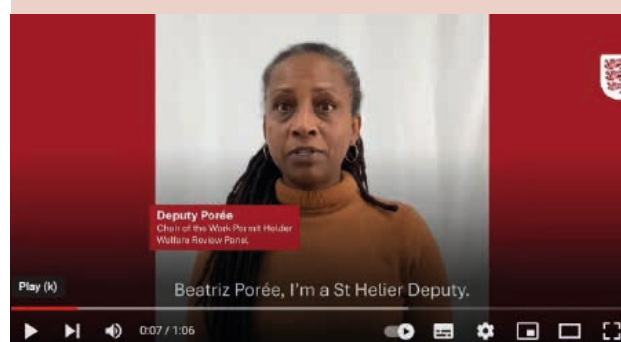 Deputy Porée
Chair of the Work Permit Holder
Welfare Review Panel
Play (k)
Beatriz Porée, I'm a St Helier Deputy.
0:07 / 1:06